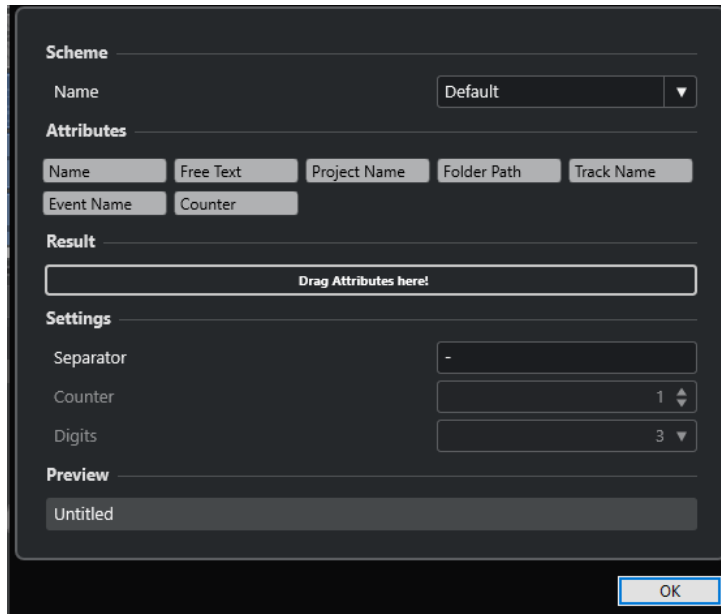 Scheme
Name Default
Attributes
Name Free Text Project Name Folder Path Track Name
Event Name Counter
Result
Drag Attributes here!
Settings
Separator -
Counter 1
Digits 3
Preview
Untitled
OK